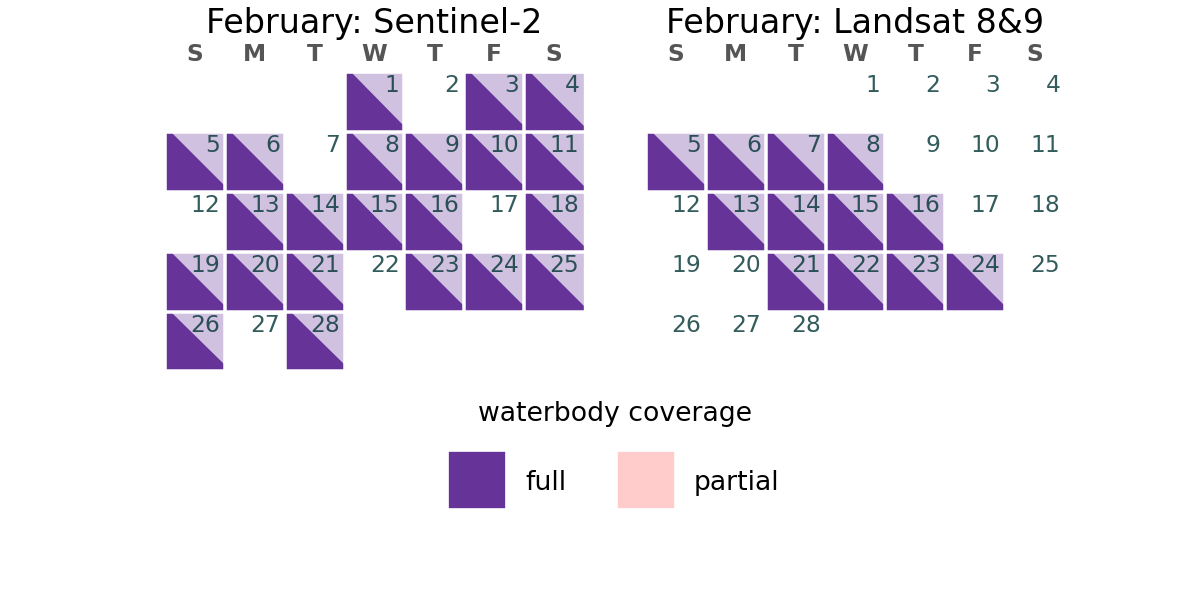 February: Sentinel-2
S M T W T F S
1 2 3 4
5 6 7 8 9 10 11
12 13 14 15 16 17 18
19 20 21 22 23 24 25
26 27 28
February: Landsat 8&9
S M T W T F S
1 2 3 4
5 6 7 8 9 10 11
12 13 14 15 16 17 18
19 20 21 22 23 24 25
26 27 28
waterbody coverage
full partial